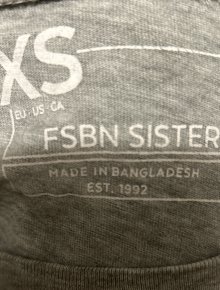 XS
EU · US · CA
FSBN SISTER
MADE IN BANGLADESH
EST. 1992